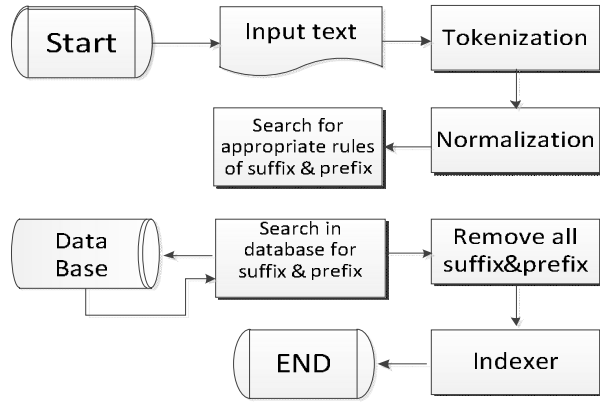 Start
Input text
Tokenization
Normalization
Search for
appropriate rules
of suffix & prefix
Data
Base
Search in
database for
suffix & prefix
Remove all
suffix&prefix
Indexer
END